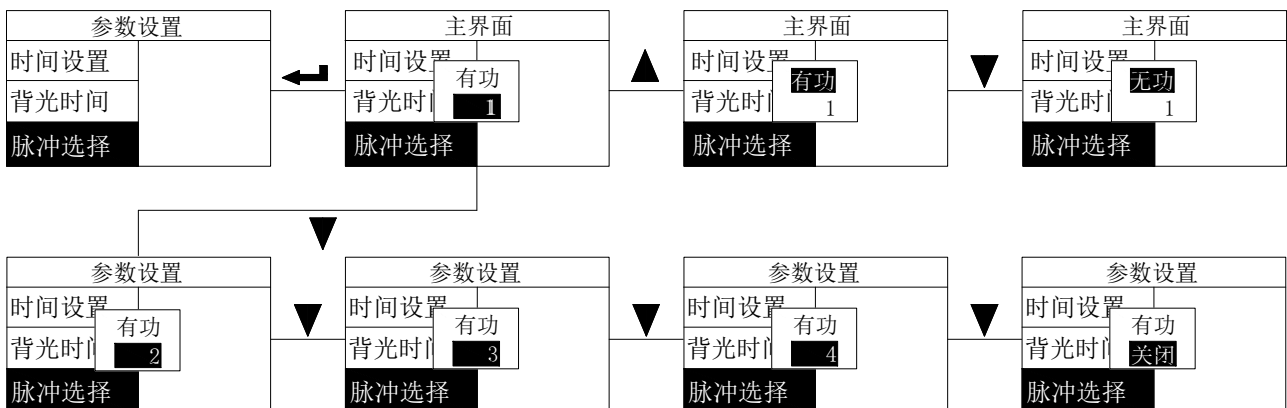 参数设置
时间设置
背光时间
脉冲选择
主界面
时间设置
有功
背光时
1
脉冲选择
主界面
时间设置
有功
背光时
1
脉冲选择
主界面
时间设置
无功
背光时
1
脉冲选择
参数设置
时间设置
有功
背光时间
2
脉冲选择
参数设置
时间设置
有功
背光时
3
脉冲选择
参数设置
时间设置
有功
背光时
4
脉冲选择
参数设置
时间设置
有功
背光时
关闭
脉冲选择